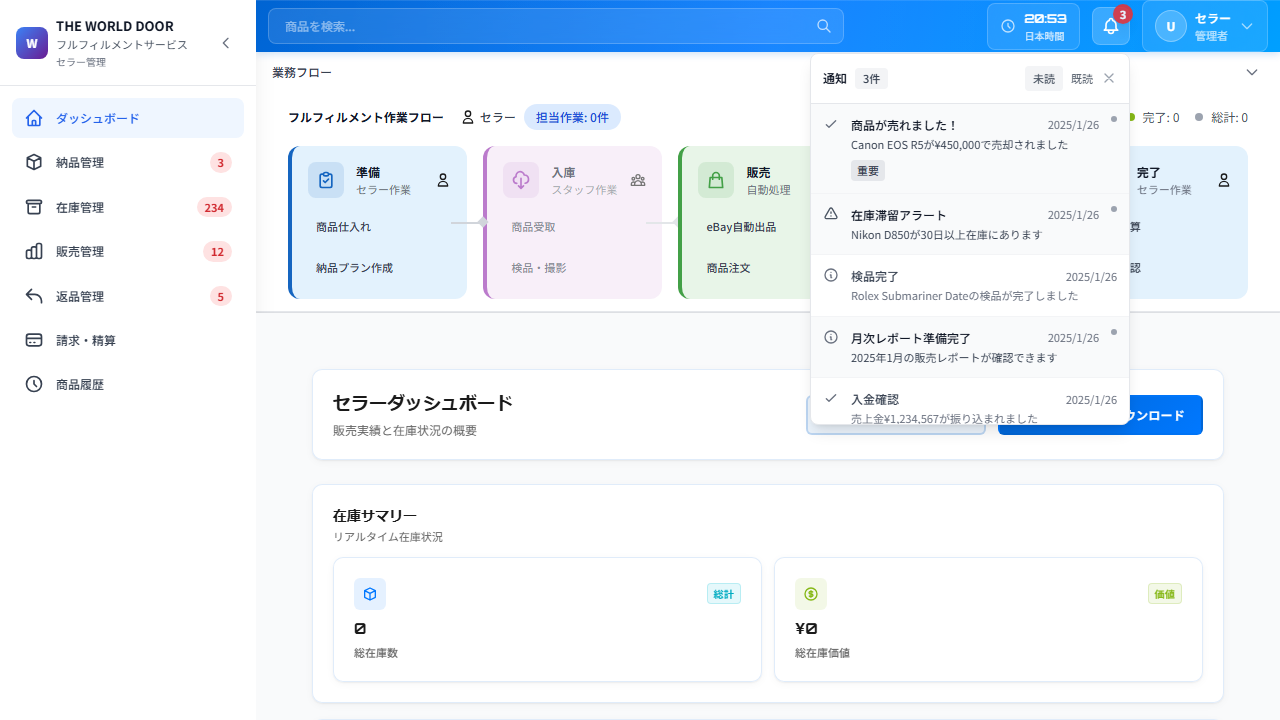 W
THE WORLD DOOR
フルフィルメントサービス
セラー管理
ダッシュボード
納品管理
3
在庫管理
234
販売管理
12
返品管理
5
請求・精算
商品履歴
商品を検索...
20:53
日本時間
3
U
セラー
管理者
業務フロー
フルフィルメント作業フロー
セラー
担当作業: 0件
完了: 0
総計: 0
準備
セラー作業
商品仕入れ
納品プラン作成
入庫
スタッフ作業
商品受取
検品・撮影
販売
自動処理
eBay自動出品
商品注文
完了
セラー作業
算
認
通知
3件
未読
既読
商品が売れました！
2025/1/26
Canon EOS R5が¥450,000で売却されました
重要
在庫滞留アラート
2025/1/26
Nikon D850が30日以上在庫にあります
検品完了
2025/1/26
Rolex Submariner Dateの検品が完了しました
月次レポート準備完了
2025/1/26
2025年1月の販売レポートが確認できます
入金確認
2025/1/26
売上金¥1,234,567が振り込まれました
セラーダッシュボード
販売実績と在庫状況の概要
ウンロード
在庫サマリー
リアルタイム在庫状況
総計
0
総在庫数
価値
¥0
総在庫価値